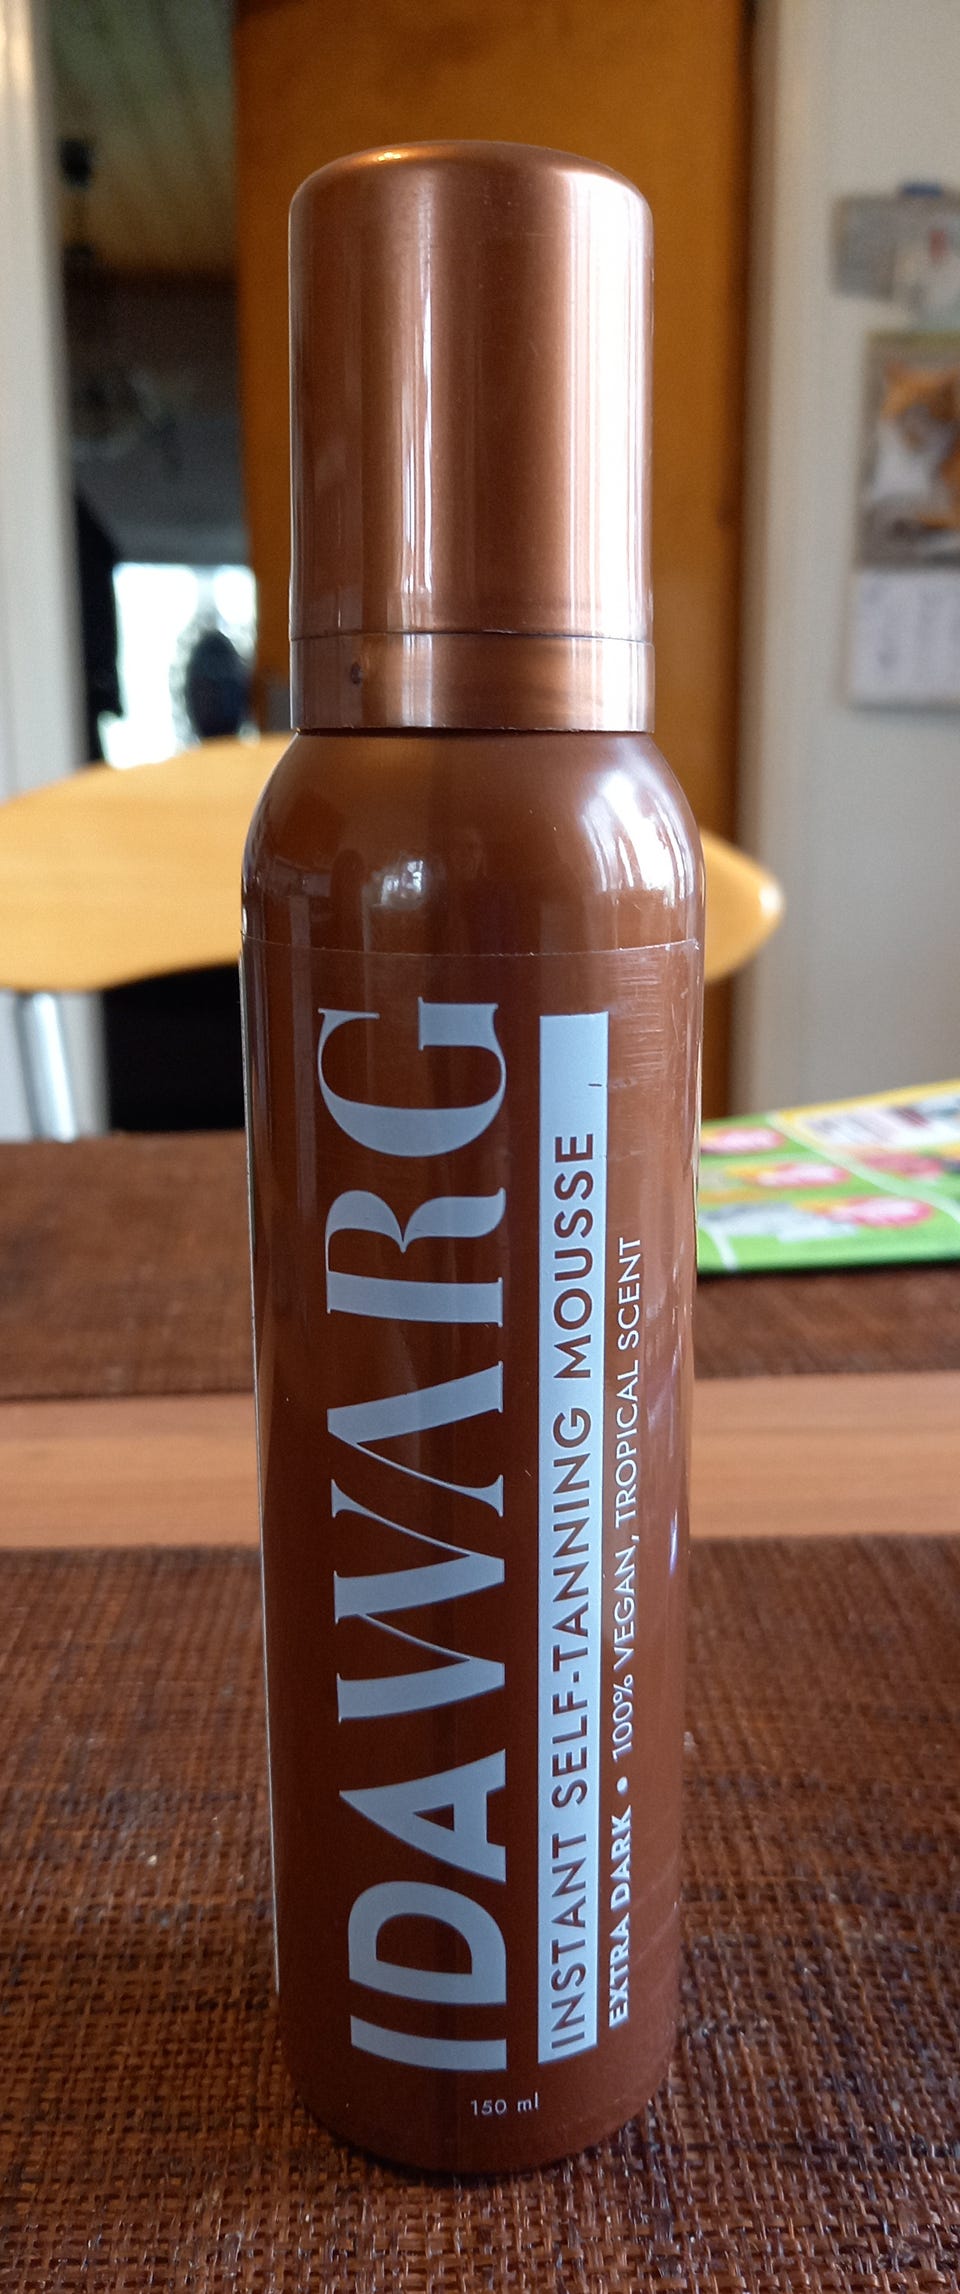 IDA WARG
INSTANT SELF-TANNING MOUSSE
EXTRA DARK • 100% VEGAN, TROPICAL SCENT
150 ml